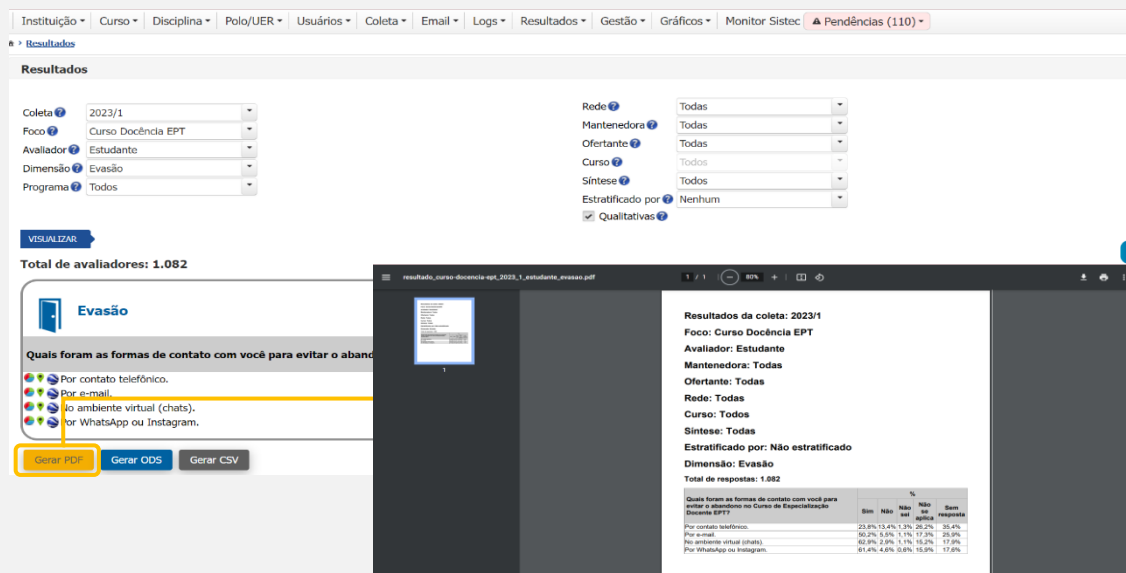 Instituição Curso Disciplina Polo/UER Usuários Coleta Email Logs Resultados Gestão Gráficos Monitor Sistec Pendências (110)
> Resultados
Resultados
Coleta 2023/1
Foco Curso Docência EPT
Avaliador Estudante
Dimensão Evasão
Programa Todos
Rede Todas
Mantenedora Todas
Ofertante Todas
Curso Todos
Síntese Todos
Estratificado por Nenhum
Qualitativas
VISUALIZAR
Total de avaliadores: 1.082
Evasão
Quais foram as formas de contato com você para evitar o aband
Por contato telefônico.
Por e-mail.
No ambiente virtual (chats).
Por WhatsApp ou Instagram.
Gerar PDF Gerar ODS Gerar CSV
resultado_curso-docencia-ept_2023_1_estudante_evasao.pdf 1 / 1 80%
1
Resultados da coleta: 2023/1
Foco: Curso Docência EPT
Avaliador: Estudante
Mantenedora: Todas
Ofertante: Todas
Rede: Todas
Curso: Todos
Síntese: Todas
Estratificado por: Não estratificado
Dimensão: Evasão
Total de respostas: 1.082
Quais foram as formas de contato com você para evitar o abandono no Curso de Especialização Docente EPT?
%
Sim Não Não sei Não se aplica Sem resposta
Por contato telefônico. 23,8% 13,4% 1,3% 26,2% 35,4%
Por e-mail. 50,2% 5,5% 1,1% 17,3% 25,9%
No ambiente virtual (chats). 62,9% 2,9% 1,1% 15,2% 17,9%
Por WhatsApp ou Instagram. 61,4% 4,6% 0,6% 15,9% 17,6%